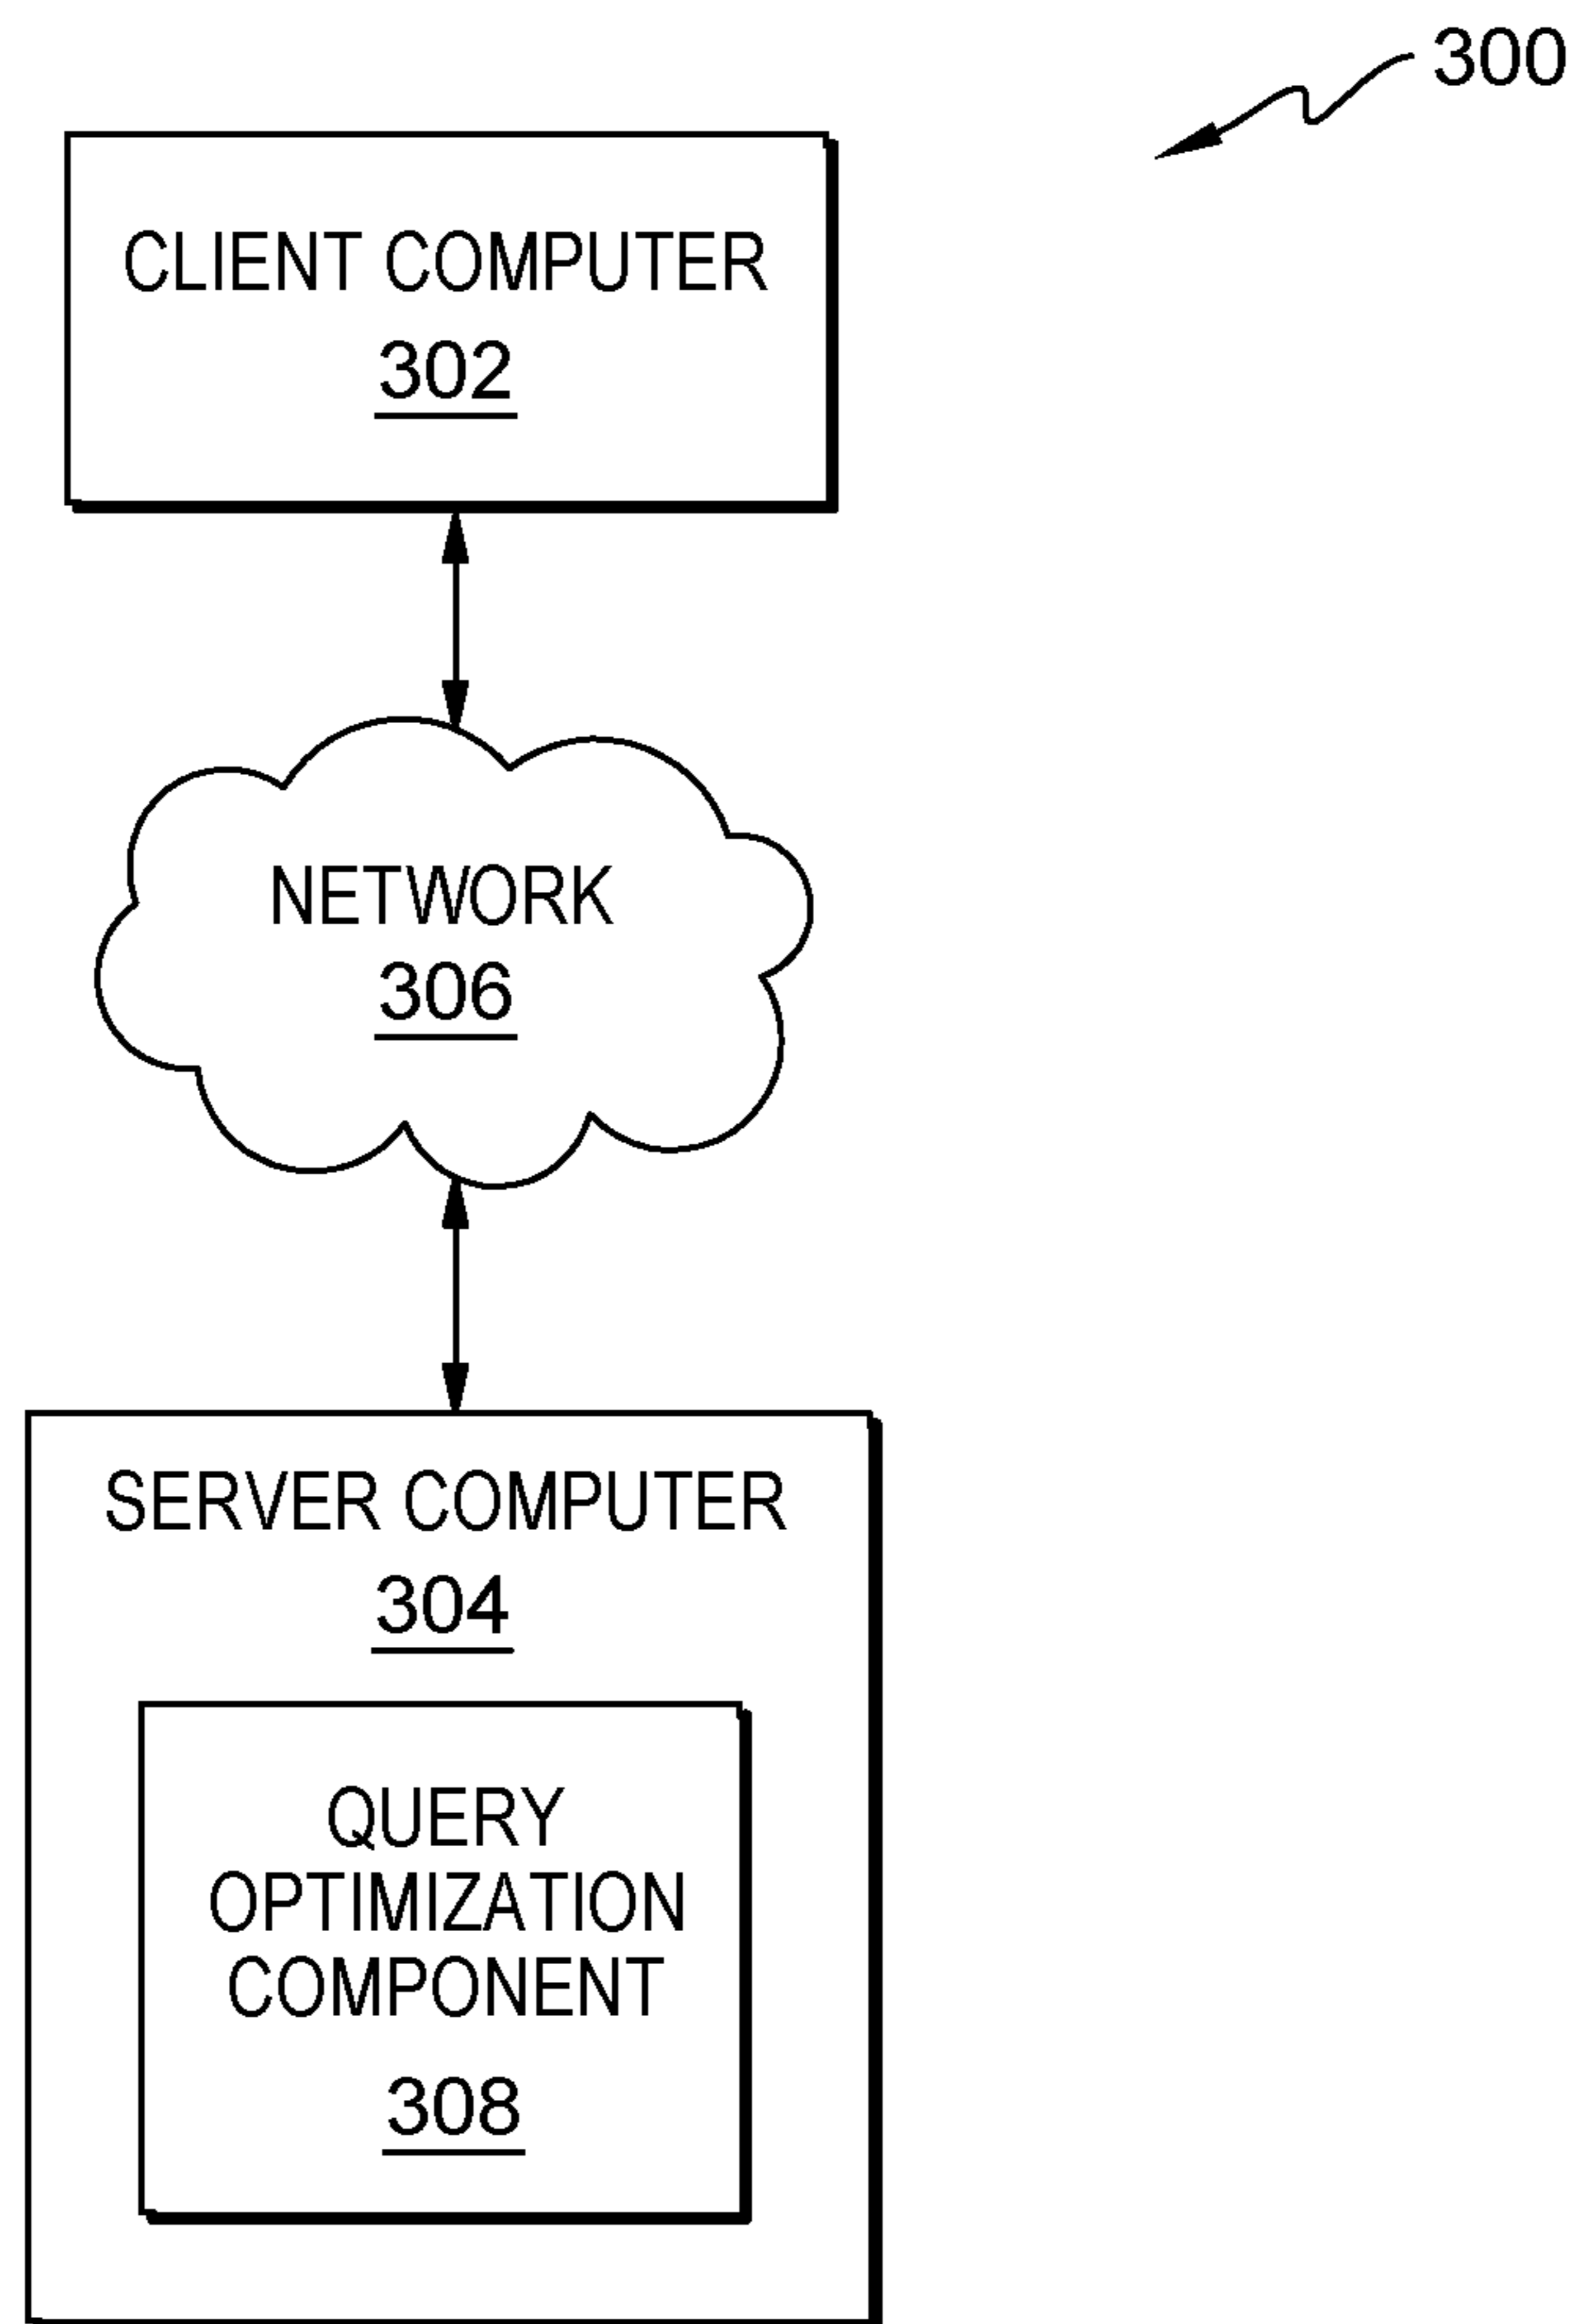 300
CLIENT COMPUTER
302
NETWORK
306
SERVER COMPUTER
304
QUERY
OPTIMIZATION
COMPONENT
308